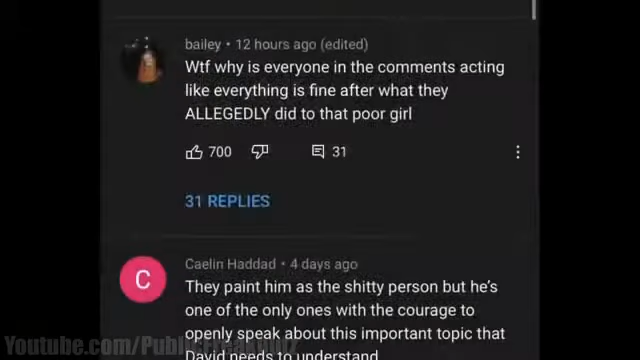 bailey • 12 hours ago (edited)
Wtf why is everyone in the comments acting
like everything is fine after what they
ALLEGEDLY did to that poor girl
700 31
31 REPLIES
C
Caelin Haddad • 4 days ago
They paint him as the shitty person but he's
one of the only ones with the courage to
openly speak about this important topic that
David needs to understand
Youtube.com/